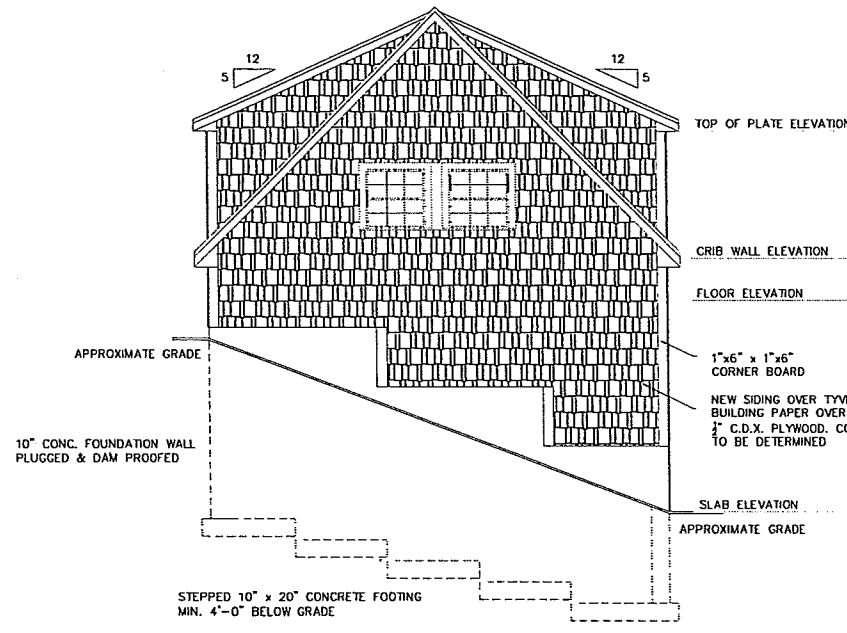 12
5
12
5
TOP OF PLATE ELEVATION
CRIB WALL ELEVATION
FLOOR ELEVATION
APPROXIMATE GRADE
1"x6" x 1"x6"
CORNER BOARD
NEW SIDING OVER TYVE
BUILDING PAPER OVER
C.D.X. PLYWOOD. CO
TO BE DETERMINED
10" CONC. FOUNDATION WALL
PLUGGED & DAM PROOFED
SLAB ELEVATION
APPROXIMATE GRADE
STEPPED 10" x 20" CONCRETE FOOTING
MIN. 4'-0" BELOW GRADE